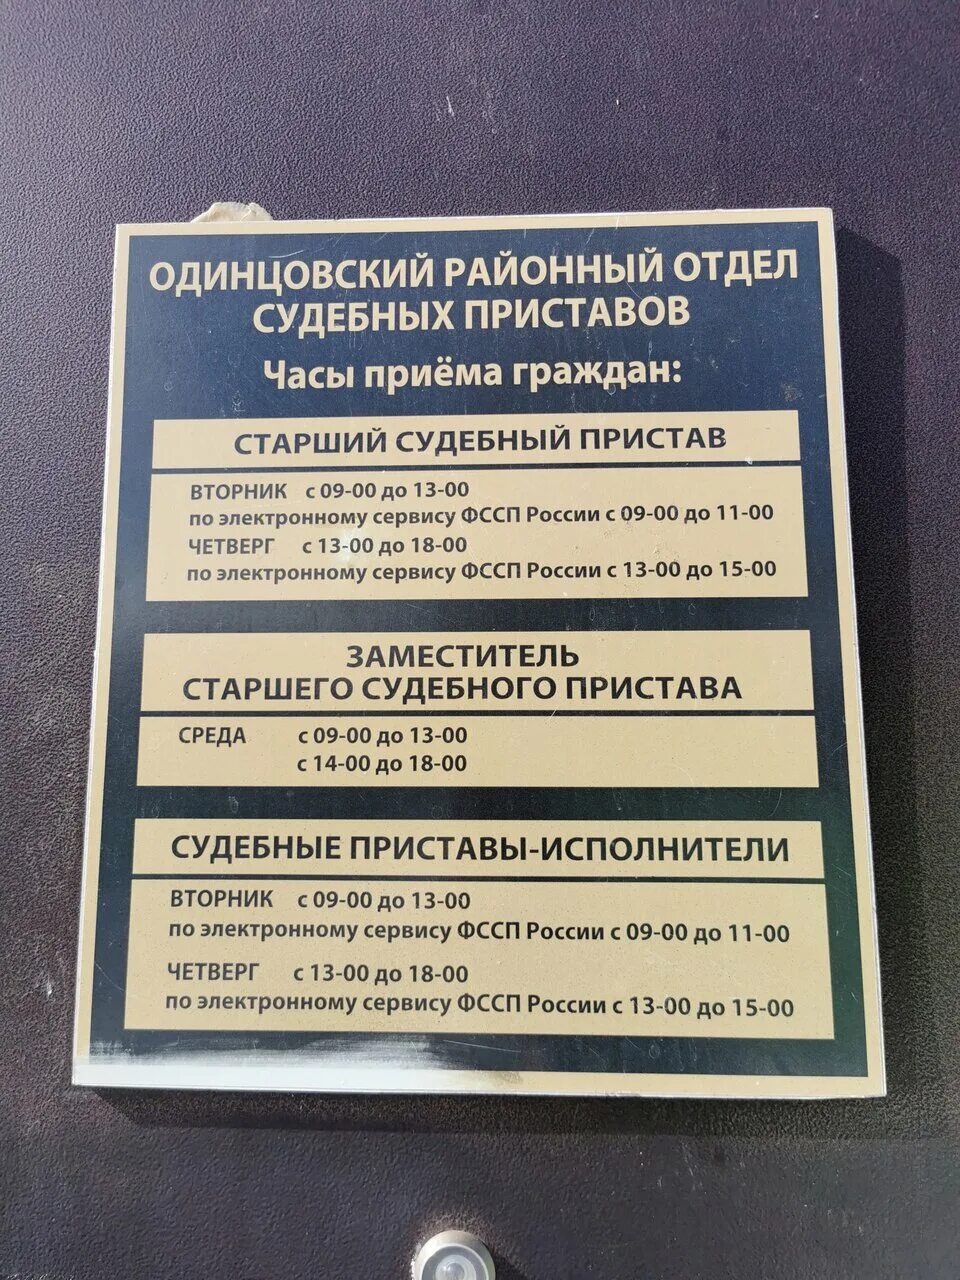 ОДИНЦОВСКИЙ РАЙОННЫЙ ОТДЕЛ
СУДЕБНЫХ ПРИСТАВОВ
Часы приёма граждан:
СТАРШИЙ СУДЕБНЫЙ ПРИСТАВ
ВТОРНИК с 09-00 до 13-00
по электронному сервису ФССП России с 09-00 до 11-00
ЧЕТВЕРГ с 13-00 до 18-00
по электронному сервису ФССП России с 13-00 до 15-00
ЗАМЕСТИТЕЛЬ
СТАРШЕГО СУДЕБНОГО ПРИСТАВА
СРЕДА с 09-00 до 13-00
с 14-00 до 18-00
СУДЕБНЫЕ ПРИСТАВЫ-ИСПОЛНИТЕЛИ
ВТОРНИК с 09-00 до 13-00
по электронному сервису ФССП России с 09-00 до 11-00
ЧЕТВЕРГ с 13-00 до 18-00
по электронному сервису ФССП России с 13-00 до 15-00